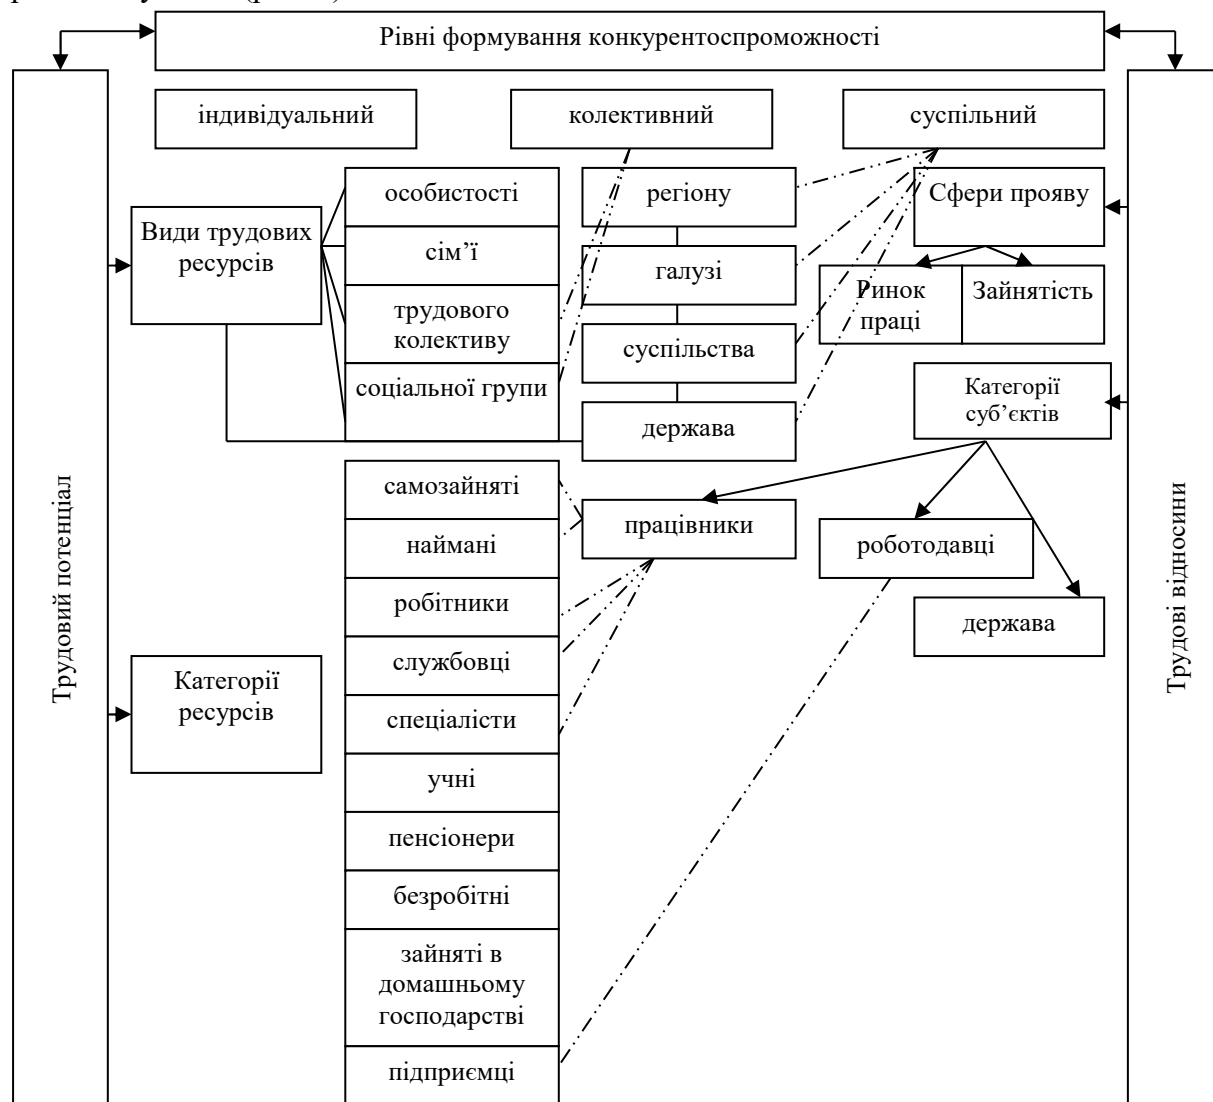 Рівні формування конкурентоспроможності
індивідуальний
колективний
суспільний
особистості
регіону
Сфери прояву
Види трудових
ресурсів
сім’ї
галузі
Ринок
праці
Зайнятість
трудового
колективу
суспільства
соціальної групи
Категорії
суб’єктів
держава
Трудовий потенціал
Трудові відносини
самозайняті
працівники
наймані
роботодавці
робітники
держава
службовці
Категорії
ресурсів
спеціалісти
учні
пенсіонери
безробітні
зайняті в
домашньому
господарстві
підприємці